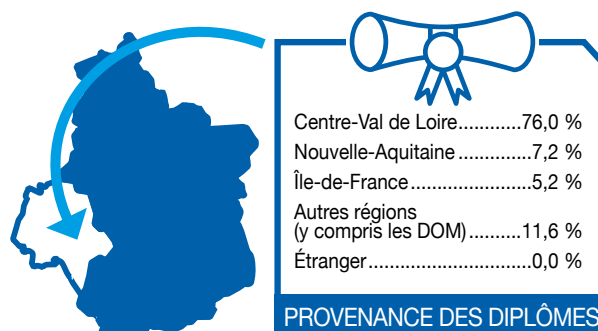 Centre-Val de Loire............76,0 %
Nouvelle-Aquitaine............7,2 %
Île-de-France..................5,2 %
Autres régions
(y compris les DOM)..........11,6 %
Étranger...........................0,0 %
PROVENANCE DES DIPLÔMES